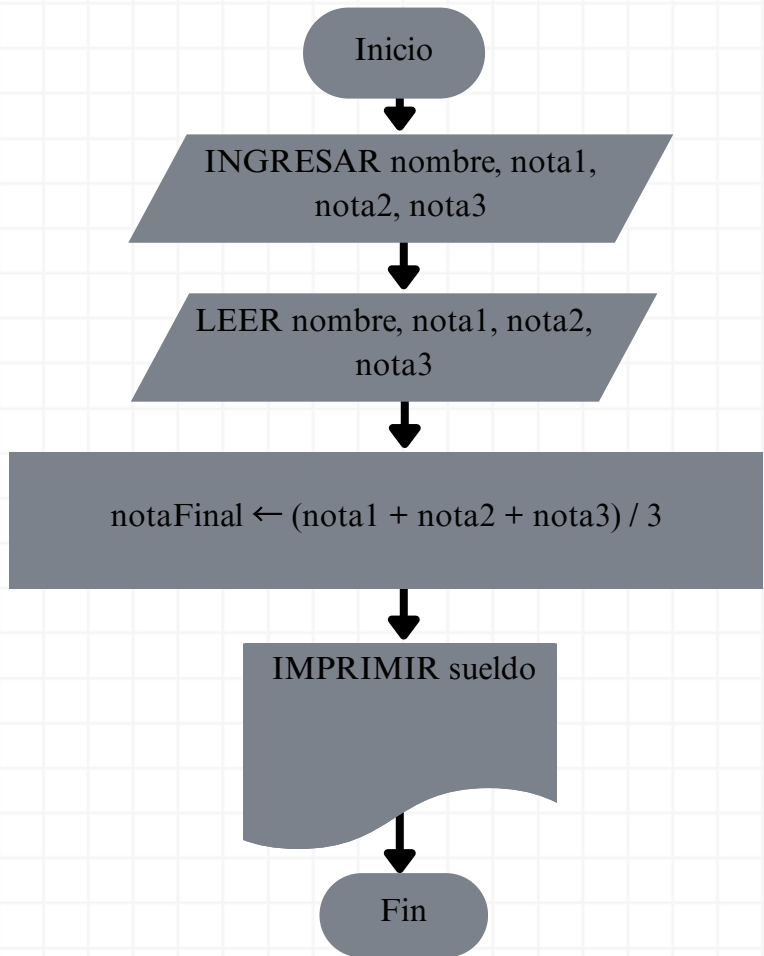 Inicio
INGRESAR nombre, nota1,
nota2, nota3
LEER nombre, nota1, nota2,
nota3
notaFinal ← (nota1 + nota2 + nota3) / 3
IMPRIMIR sueldo
Fin